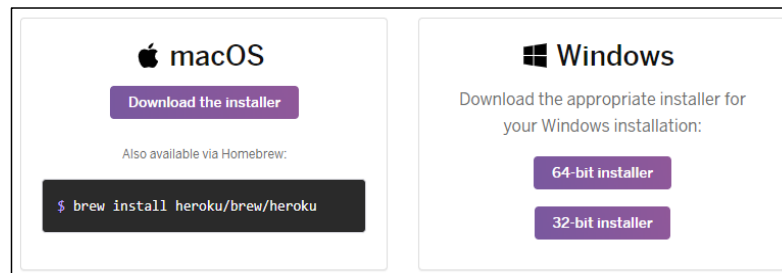 macOS
Download the installer
Also available via Homebrew:
$ brew install heroku/brew/heroku
Windows
Download the appropriate installer for
your Windows installation:
64-bit installer
32-bit installer